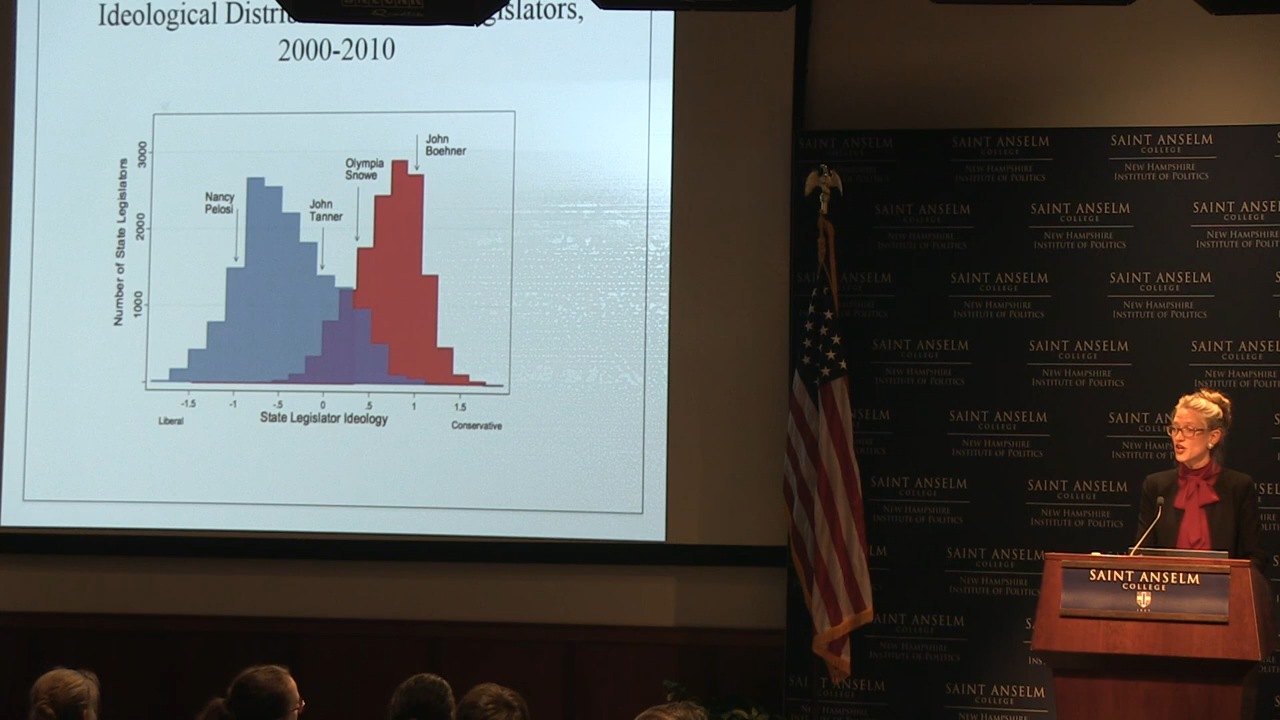 Ideological Distri islators,
2000-2010
Number of State Legislators
3000
2000
1000
Nancy
Pelosi
John
Tanner
Olympia
Snowe
John
Boehner
-1.5 -1 -.5 0 .5 1 1.5
Liberal State Legislator Ideology Conservative
SAINT ANSELM
COLLEGE
NEW HAMPSHIRE
INSTITUTE OF POLITICS
SAINT ANSELM
COLLEGE